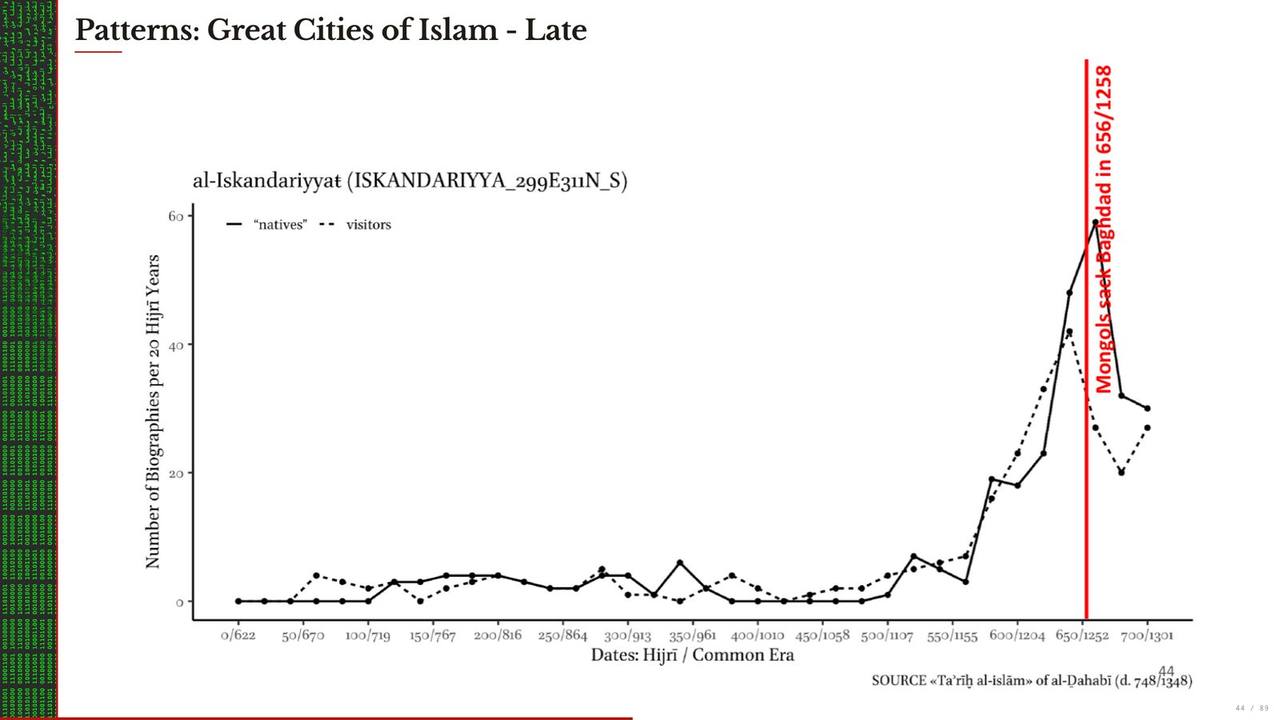 Patterns: Great Cities of Islam - Late
Mongols sack Baghdad in 656/1258
al-Iskandariyyaŧ (ISKANDARIYYA_299E311N_S)
“natives” visitors
Number of Biographies per 20 Hijrī Years
60
40
20
0
0/622 50/670 100/719 150/767 200/816 250/864 300/913 350/961 400/1010 450/1058 500/1107 550/1155 600/1204 650/1252 700/1301
Dates: Hijrī / Common Era
44
SOURCE «Taʾrīḫ al-islām» of al-Ḏahabī (d. 748/1348)
44 / 89